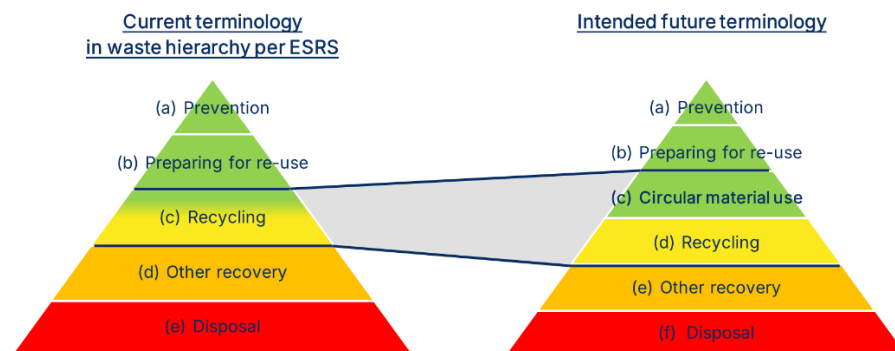 Current terminology
in waste hierarchy per ESRS
(a) Prevention
(b) Preparing for re-use
(c) Recycling
(d) Other recovery
(e) Disposal
Intended future terminology
(a) Prevention
(b) Preparing for re-use
(c) Circular material use
(d) Recycling
(e) Other recovery
(f) Disposal